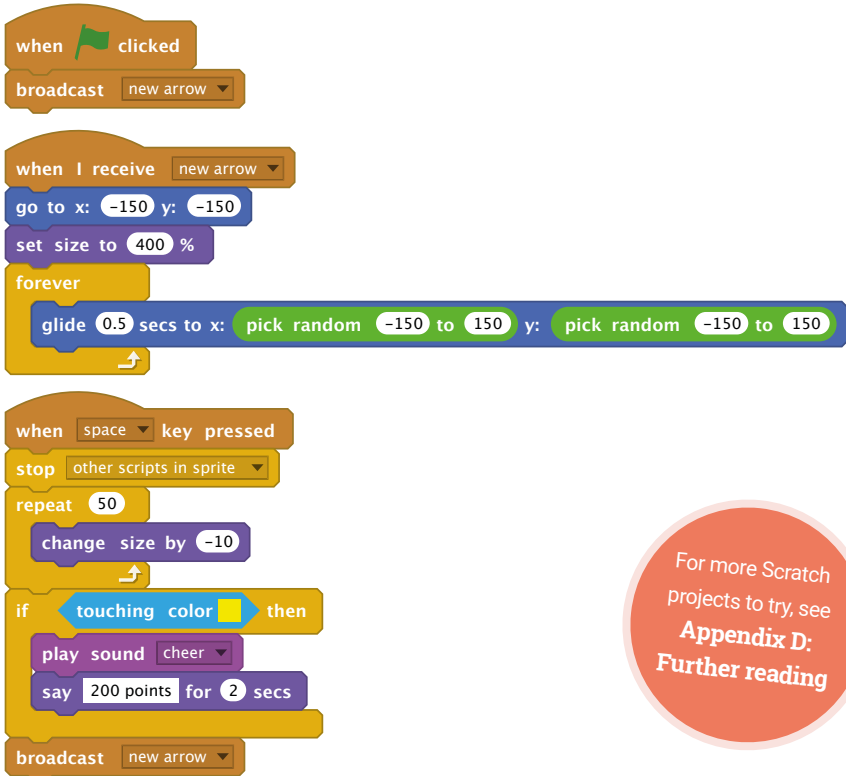 when clicked
broadcast new arrow
when I receive new arrow
go to x: -150 y: -150
set size to 400 %
forever
glide 0.5 secs to x: pick random -150 to 150 y: pick random -150 to 150
when space key pressed
stop other scripts in sprite
repeat 50
change size by -10
if touching color then
play sound cheer
say 200 points for 2 secs
broadcast new arrow
For more Scratch
projects to try, see
Appendix D:
Further reading